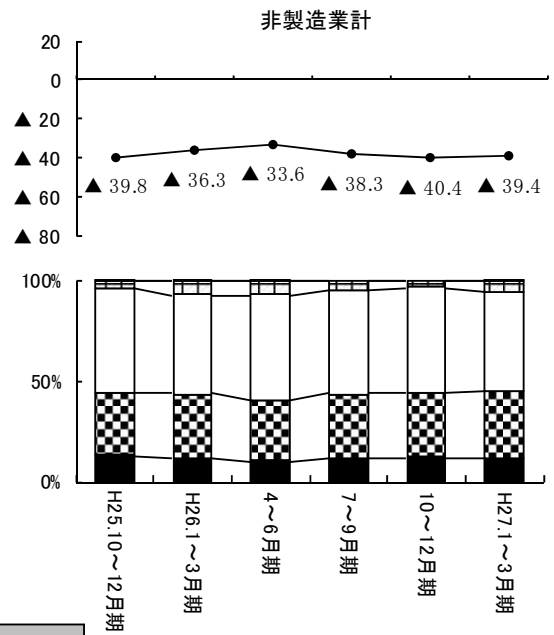 非製造業計
20
0
▲ 20
▲ 40
▲ 60
▲ 80
▲ 39.8
▲ 36.3
▲ 33.6
▲ 38.3
▲ 40.4
▲ 39.4
100%
50%
0%
H25.10～12月期
H26.1～3月期
4～6月期
7～9月期
10～12月期
H27.1～3月期